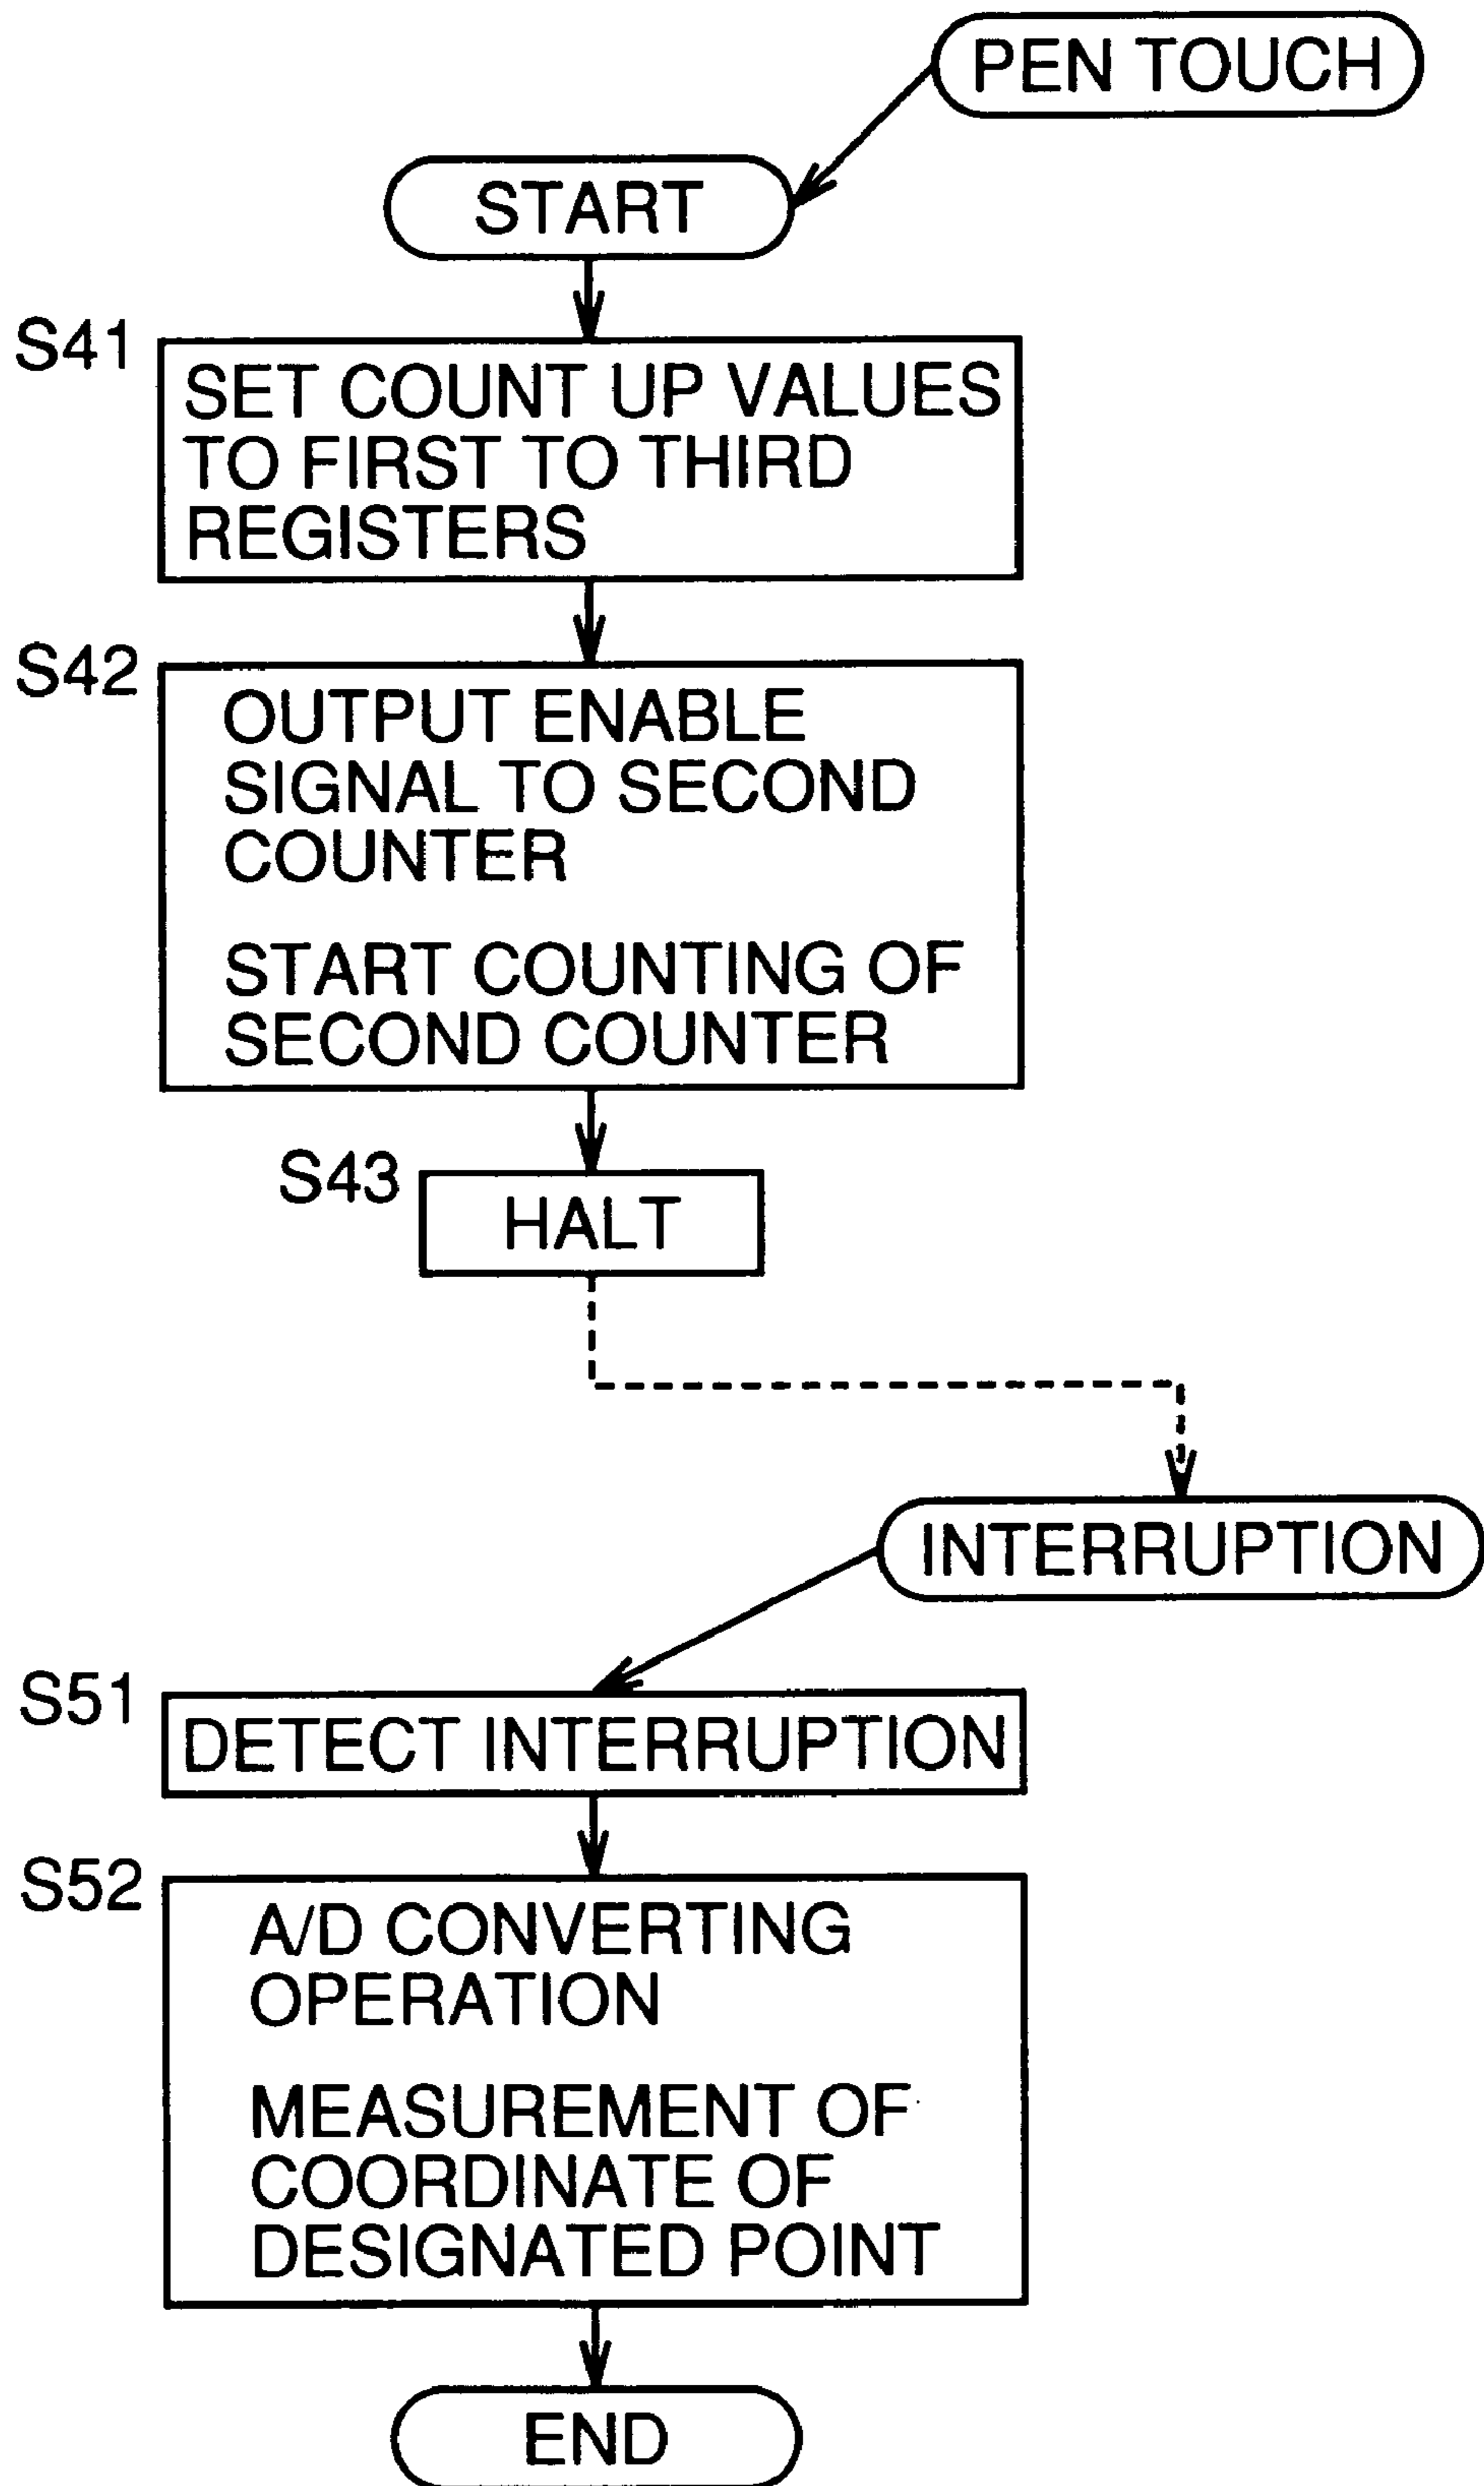 PEN TOUCH
START
S41
SET COUNT UP VALUES
TO FIRST TO THIRD
REGISTERS
S42
OUTPUT ENABLE
SIGNAL TO SECOND
COUNTER
START COUNTING OF
SECOND COUNTER
S43
HALT
INTERRUPTION
S51
DETECT INTERRUPTION
S52
A/D CONVERTING
OPERATION
MEASUREMENT OF
COORDINATE OF
DESIGNATED POINT
END